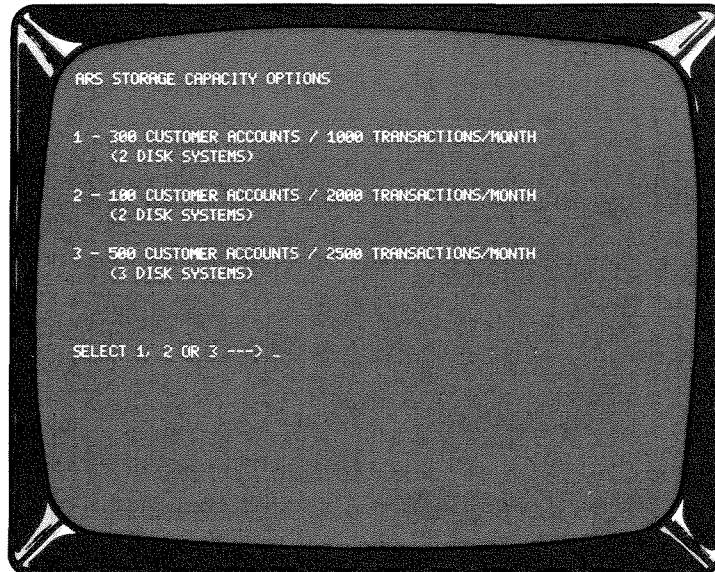 ARS STORAGE CAPACITY OPTIONS
1 - 300 CUSTOMER ACCOUNTS / 1000 TRANSACTIONS/MONTH
(2 DISK SYSTEMS)
2 - 100 CUSTOMER ACCOUNTS / 2000 TRANSACTIONS/MONTH
(2 DISK SYSTEMS)
3 - 500 CUSTOMER ACCOUNTS / 2500 TRANSACTIONS/MONTH
(3 DISK SYSTEMS)
SELECT 1, 2 OR 3 ---> _